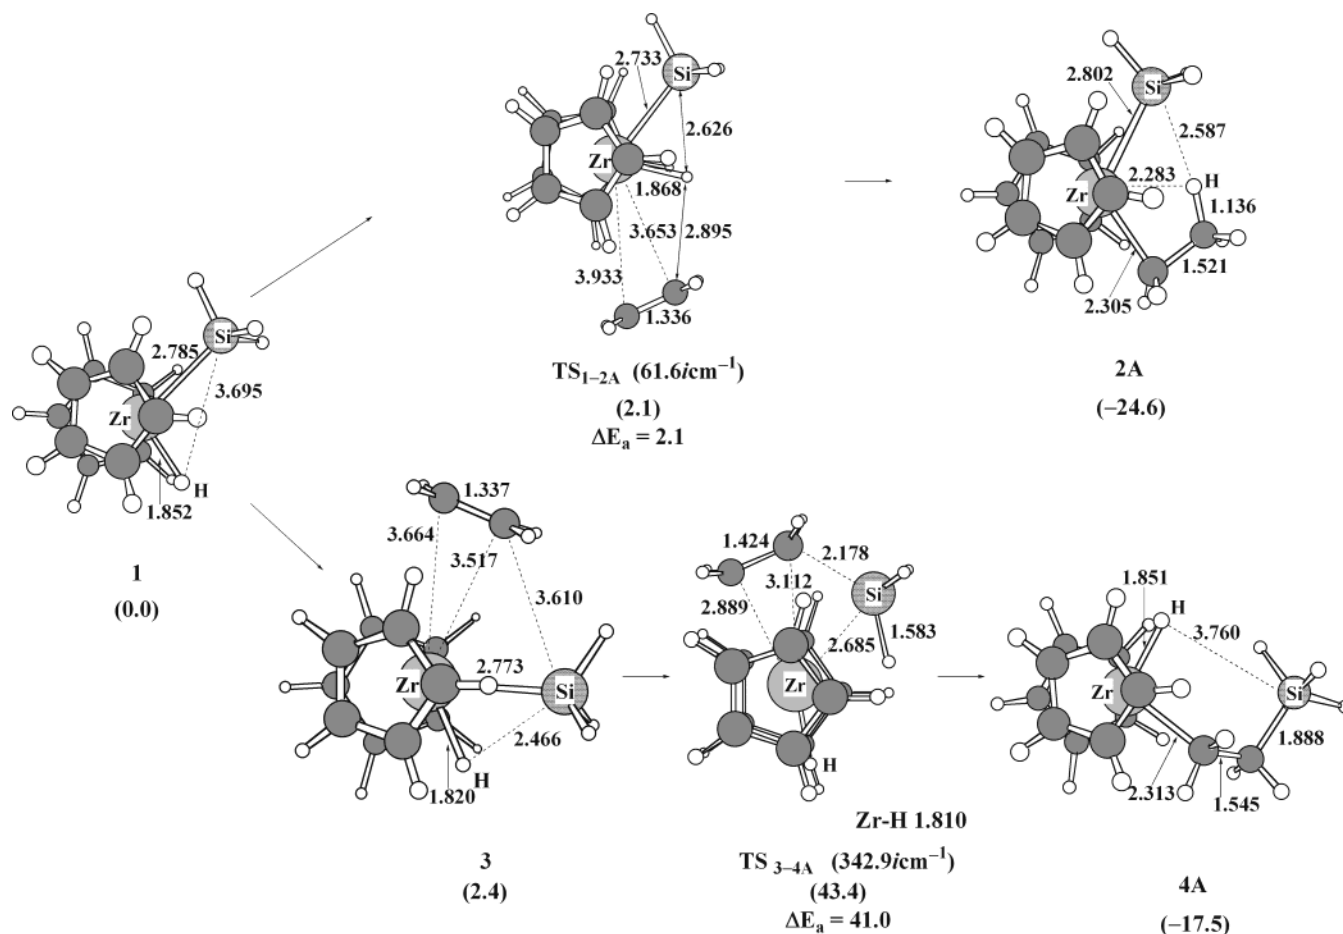 2.733
Si
2.626
Zr
1.868
3.653
2.895
3.933
1.336
TS1–2A (61.6icm−1)
(2.1)
ΔEa = 2.1
2.802
Si
2.587
2.283
H
Zr
1.136
1.521
2.305
2A
(−24.6)
2.785
Si
3.695
Zr
H
1.852
1
(0.0)
1.337
3.664
3.517
3.610
2.773
Zr
Si
2.466
H
1.820
3
(2.4)
1.424
2.178
3.112
Si
2.889
1.583
2.685
Zr
H
Zr-H 1.810
TS 3–4A (342.9icm−1)
(43.4)
ΔEa = 41.0
1.851
H
3.760
Zr
Si
1.888
2.313
1.545
4A
(−17.5)